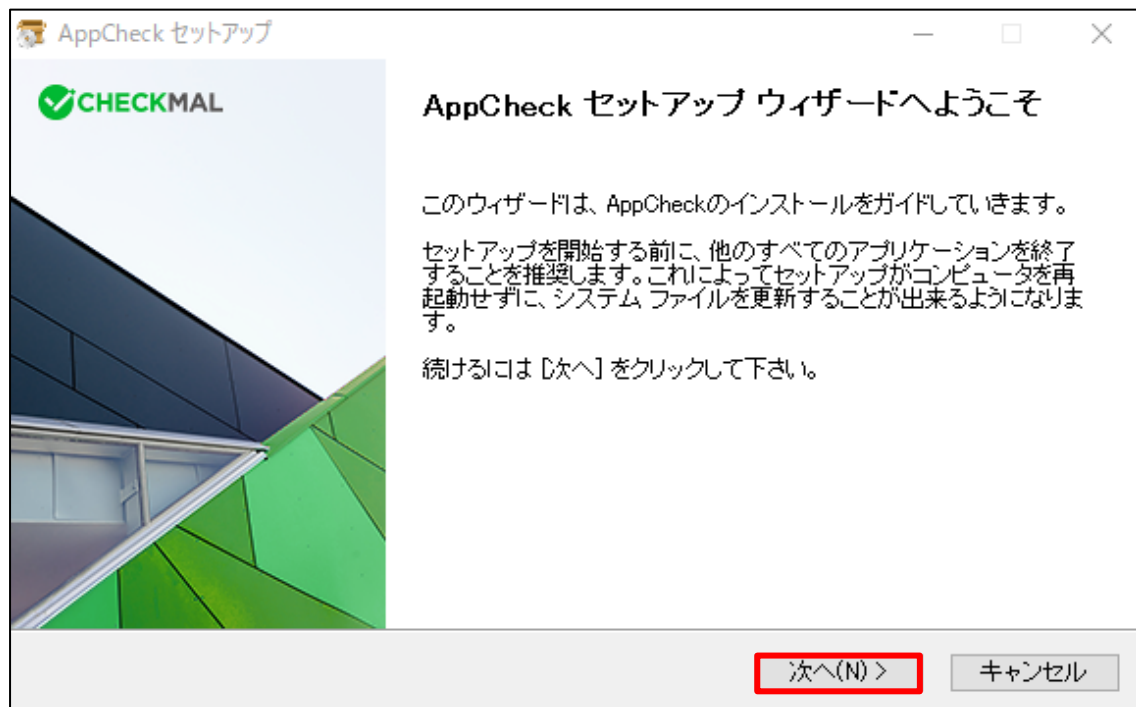 AppCheck セットアップ
CHECKMAL
AppCheck セットアップ ウィザードへようこそ
このウィザードは、AppCheckのインストールをガイドしていきます。
セットアップを開始する前に、他のすべてのアプリケーションを終了
することを推奨します。これによってセットアップがコンピュータを再
起動せずに、システム ファイルを更新することが出来るようになりま
す。
続けるには [次へ] をクリックして下さい。
次へ(N) >
キャンセル